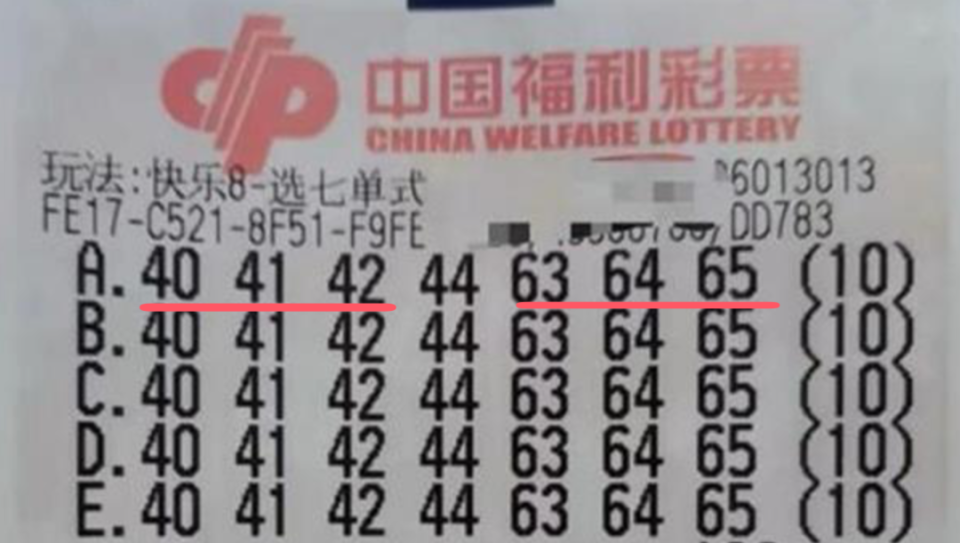 中国福利彩票
CHINA WELFARE LOTTERY
玩法:快乐8-选七单式 6013013
FE17-C521-8F51-F9FE DD783
A. 40 41 42 44 63 64 65 (10)
B. 40 41 42 44 63 64 65 (10)
C. 40 41 42 44 63 64 65 (10)
D. 40 41 42 44 63 64 65 (10)
E. 40 41 42 44 63 64 65 (10)